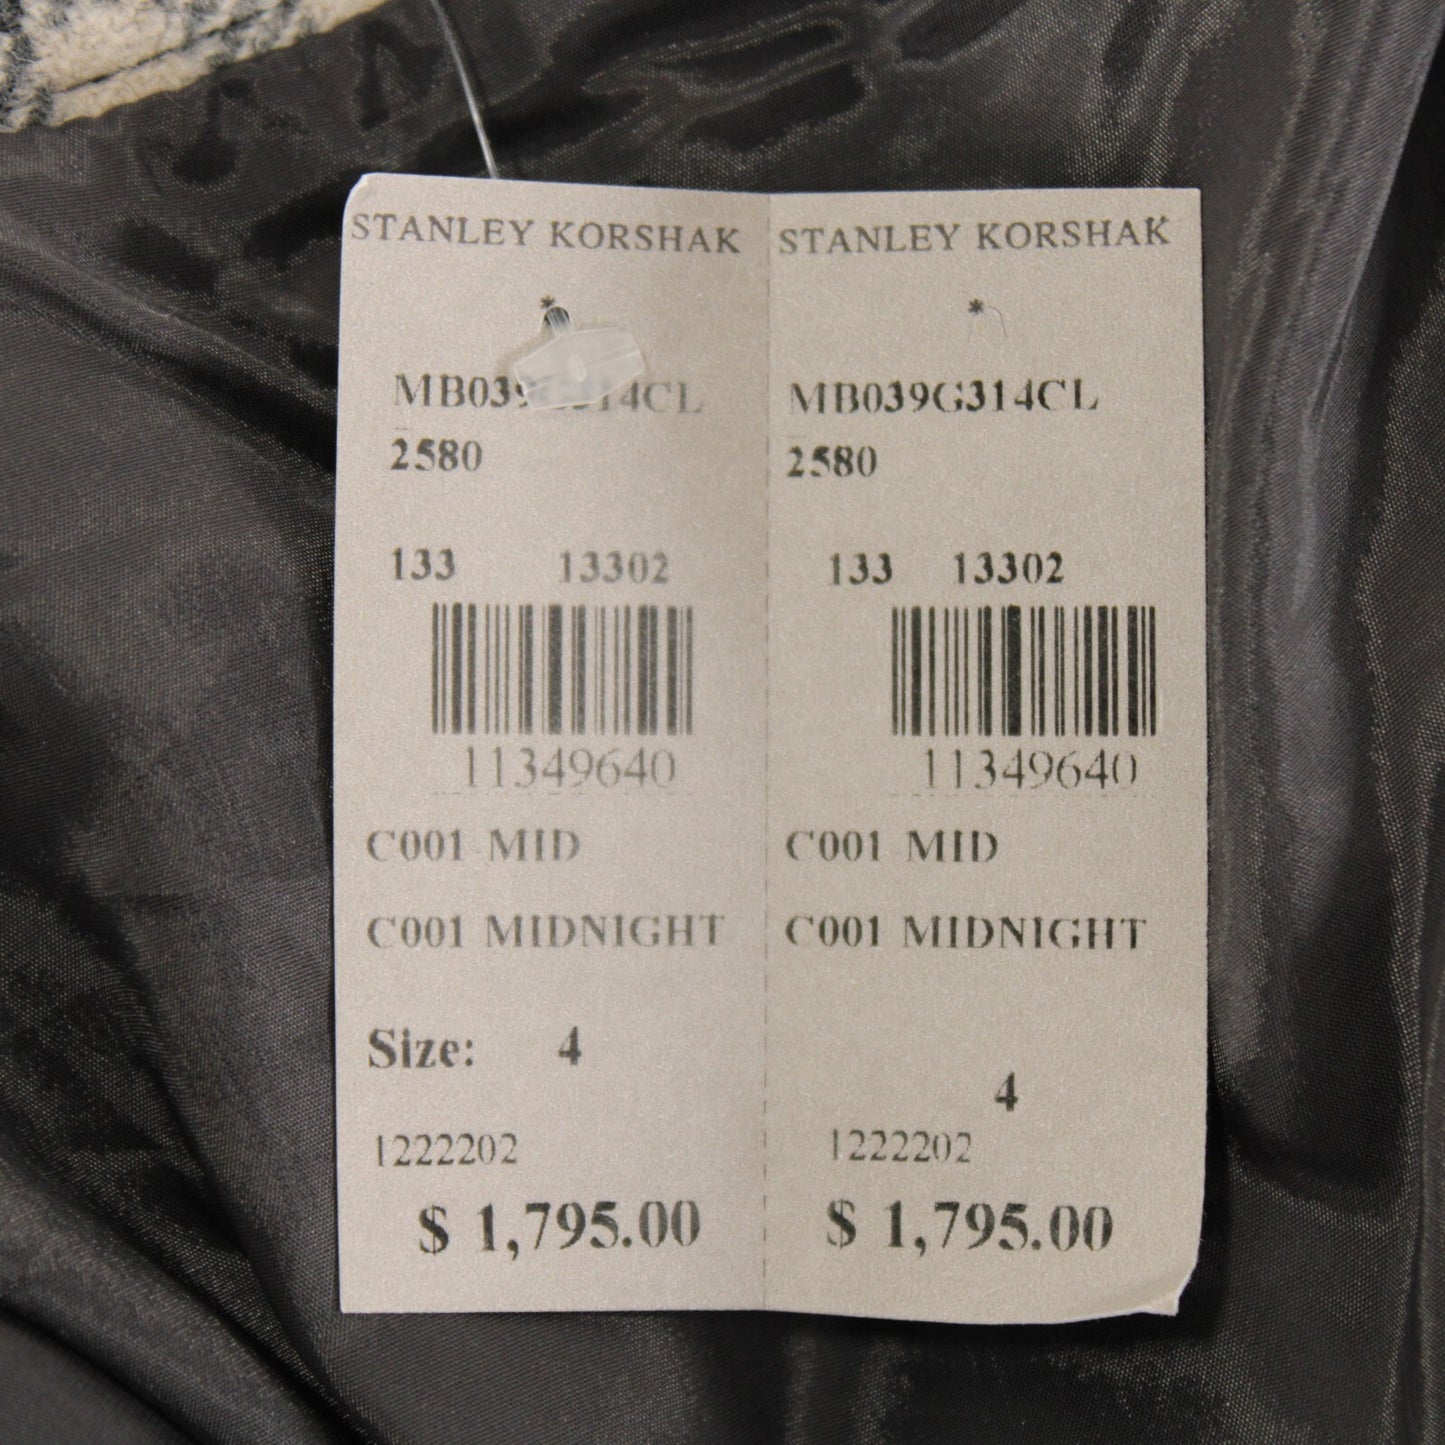 STANLEY KORSHAK
*
MB039G314CL
2580
133 13302
11349640
C001 MID
C001 MIDNIGHT
Size: 4
1222202
$ 1,795.00
STANLEY KORSHAK
*
MB039G314CL
2580
133 13302
11349640
C001 MID
C001 MIDNIGHT
4
1222202
$ 1,795.00